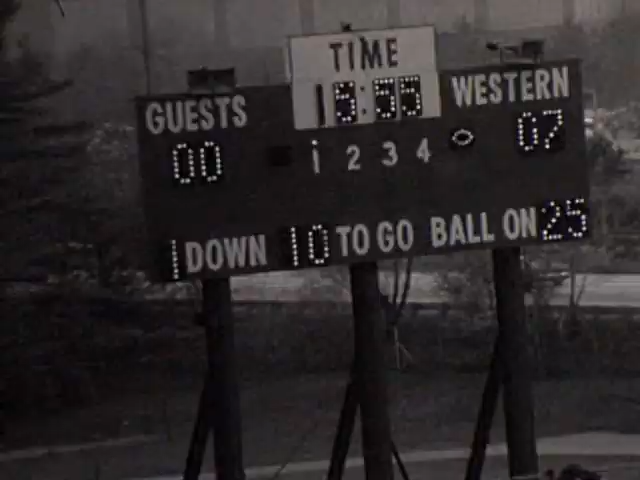 TIME
15:55
GUESTS WESTERN
00 1 2 3 4 07
1 DOWN 10 TO GO BALL ON 25